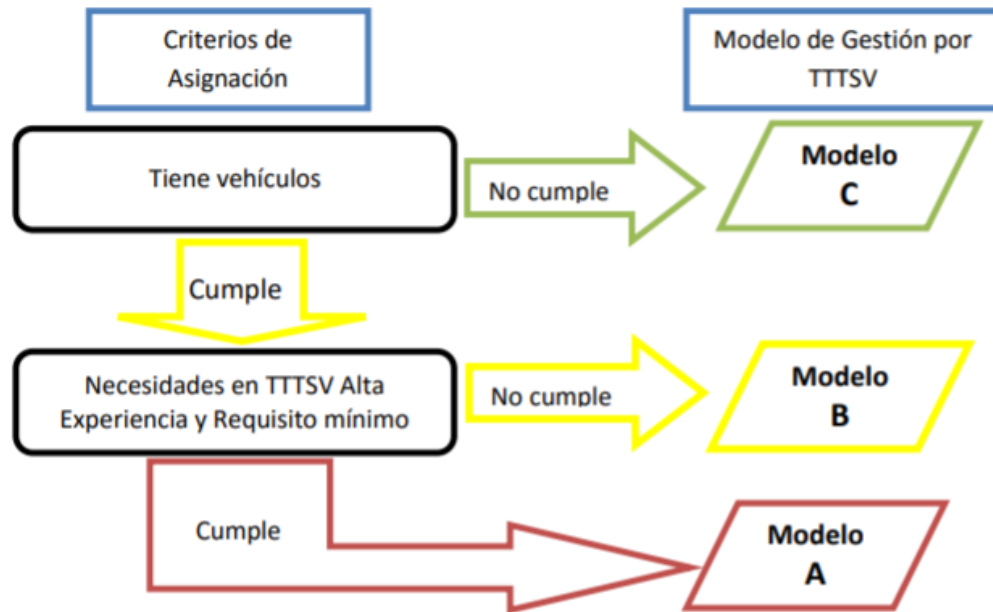 Criterios de
Asignación
Modelo de Gestión por
TTTSV
Tiene vehículos
No cumple
Modelo
C
Cumple
Necesidades en TTTSV Alta
Experiencia y Requisito mínimo
No cumple
Modelo
B
Cumple
Modelo
A